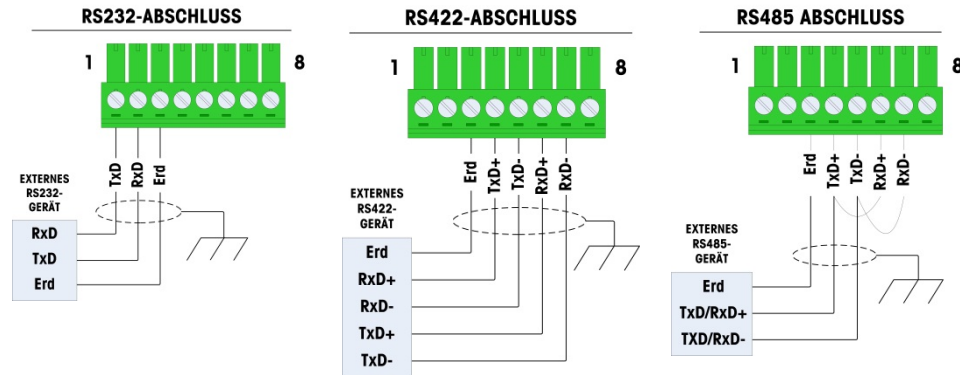 RS232-ABSCHLUSS
1
8
TxD
RxD
Erd
EXTERNES
RS232-
GERÄT
RxD
TxD
Erd
RS422-ABSCHLUSS
1
8
Erd
TxD+
TxD-
RxD+
RxD-
EXTERNES
RS422-
GERÄT
Erd
RxD+
RxD-
TxD+
TxD-
RS485 ABSCHLUSS
1
8
Erd
TxD+
TxD-
RxD+
RxD-
EXTERNES
RS485-
GERÄT
Erd
TxD/RxD+
TXD/RxD-